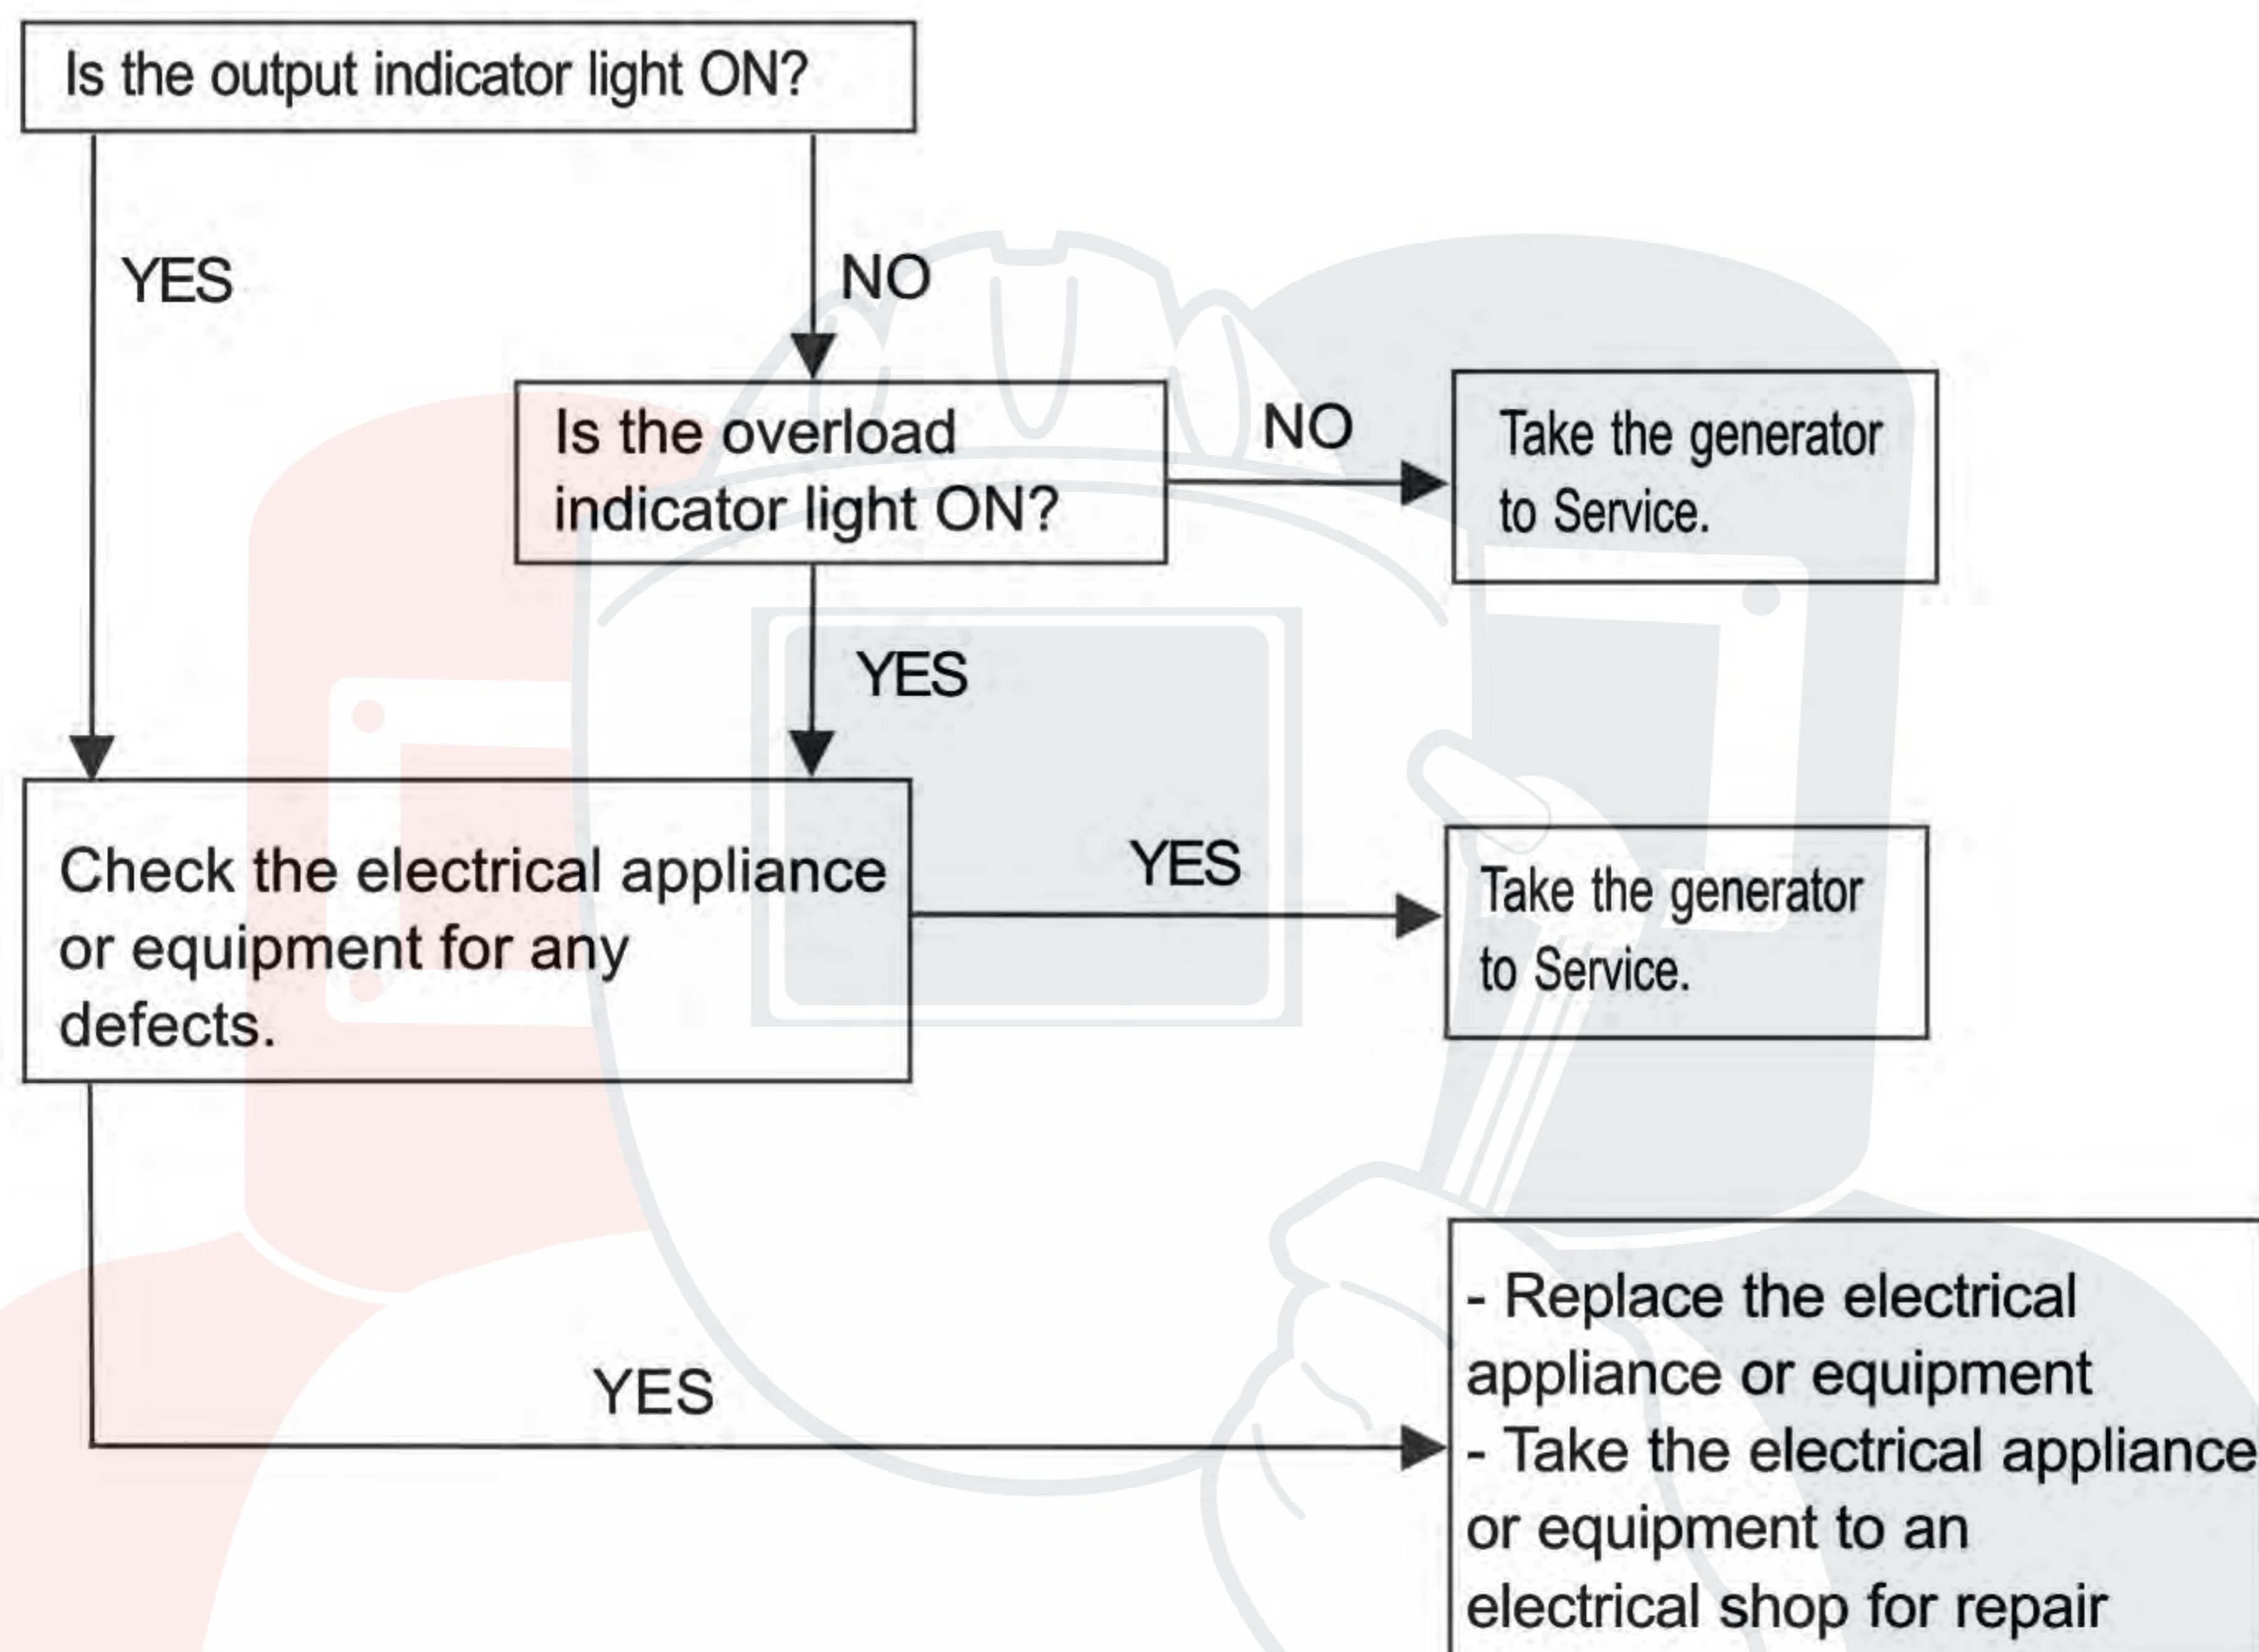 Is the output indicator light ON?
YES
NO
Is the overload
indicator light ON?
NO
Take the generator
to Service.
YES
Check the electrical appliance
or equipment for any
defects.
YES
Take the generator
to Service.
YES
- Replace the electrical
appliance or equipment
- Take the electrical appliance
or equipment to an
electrical shop for repair